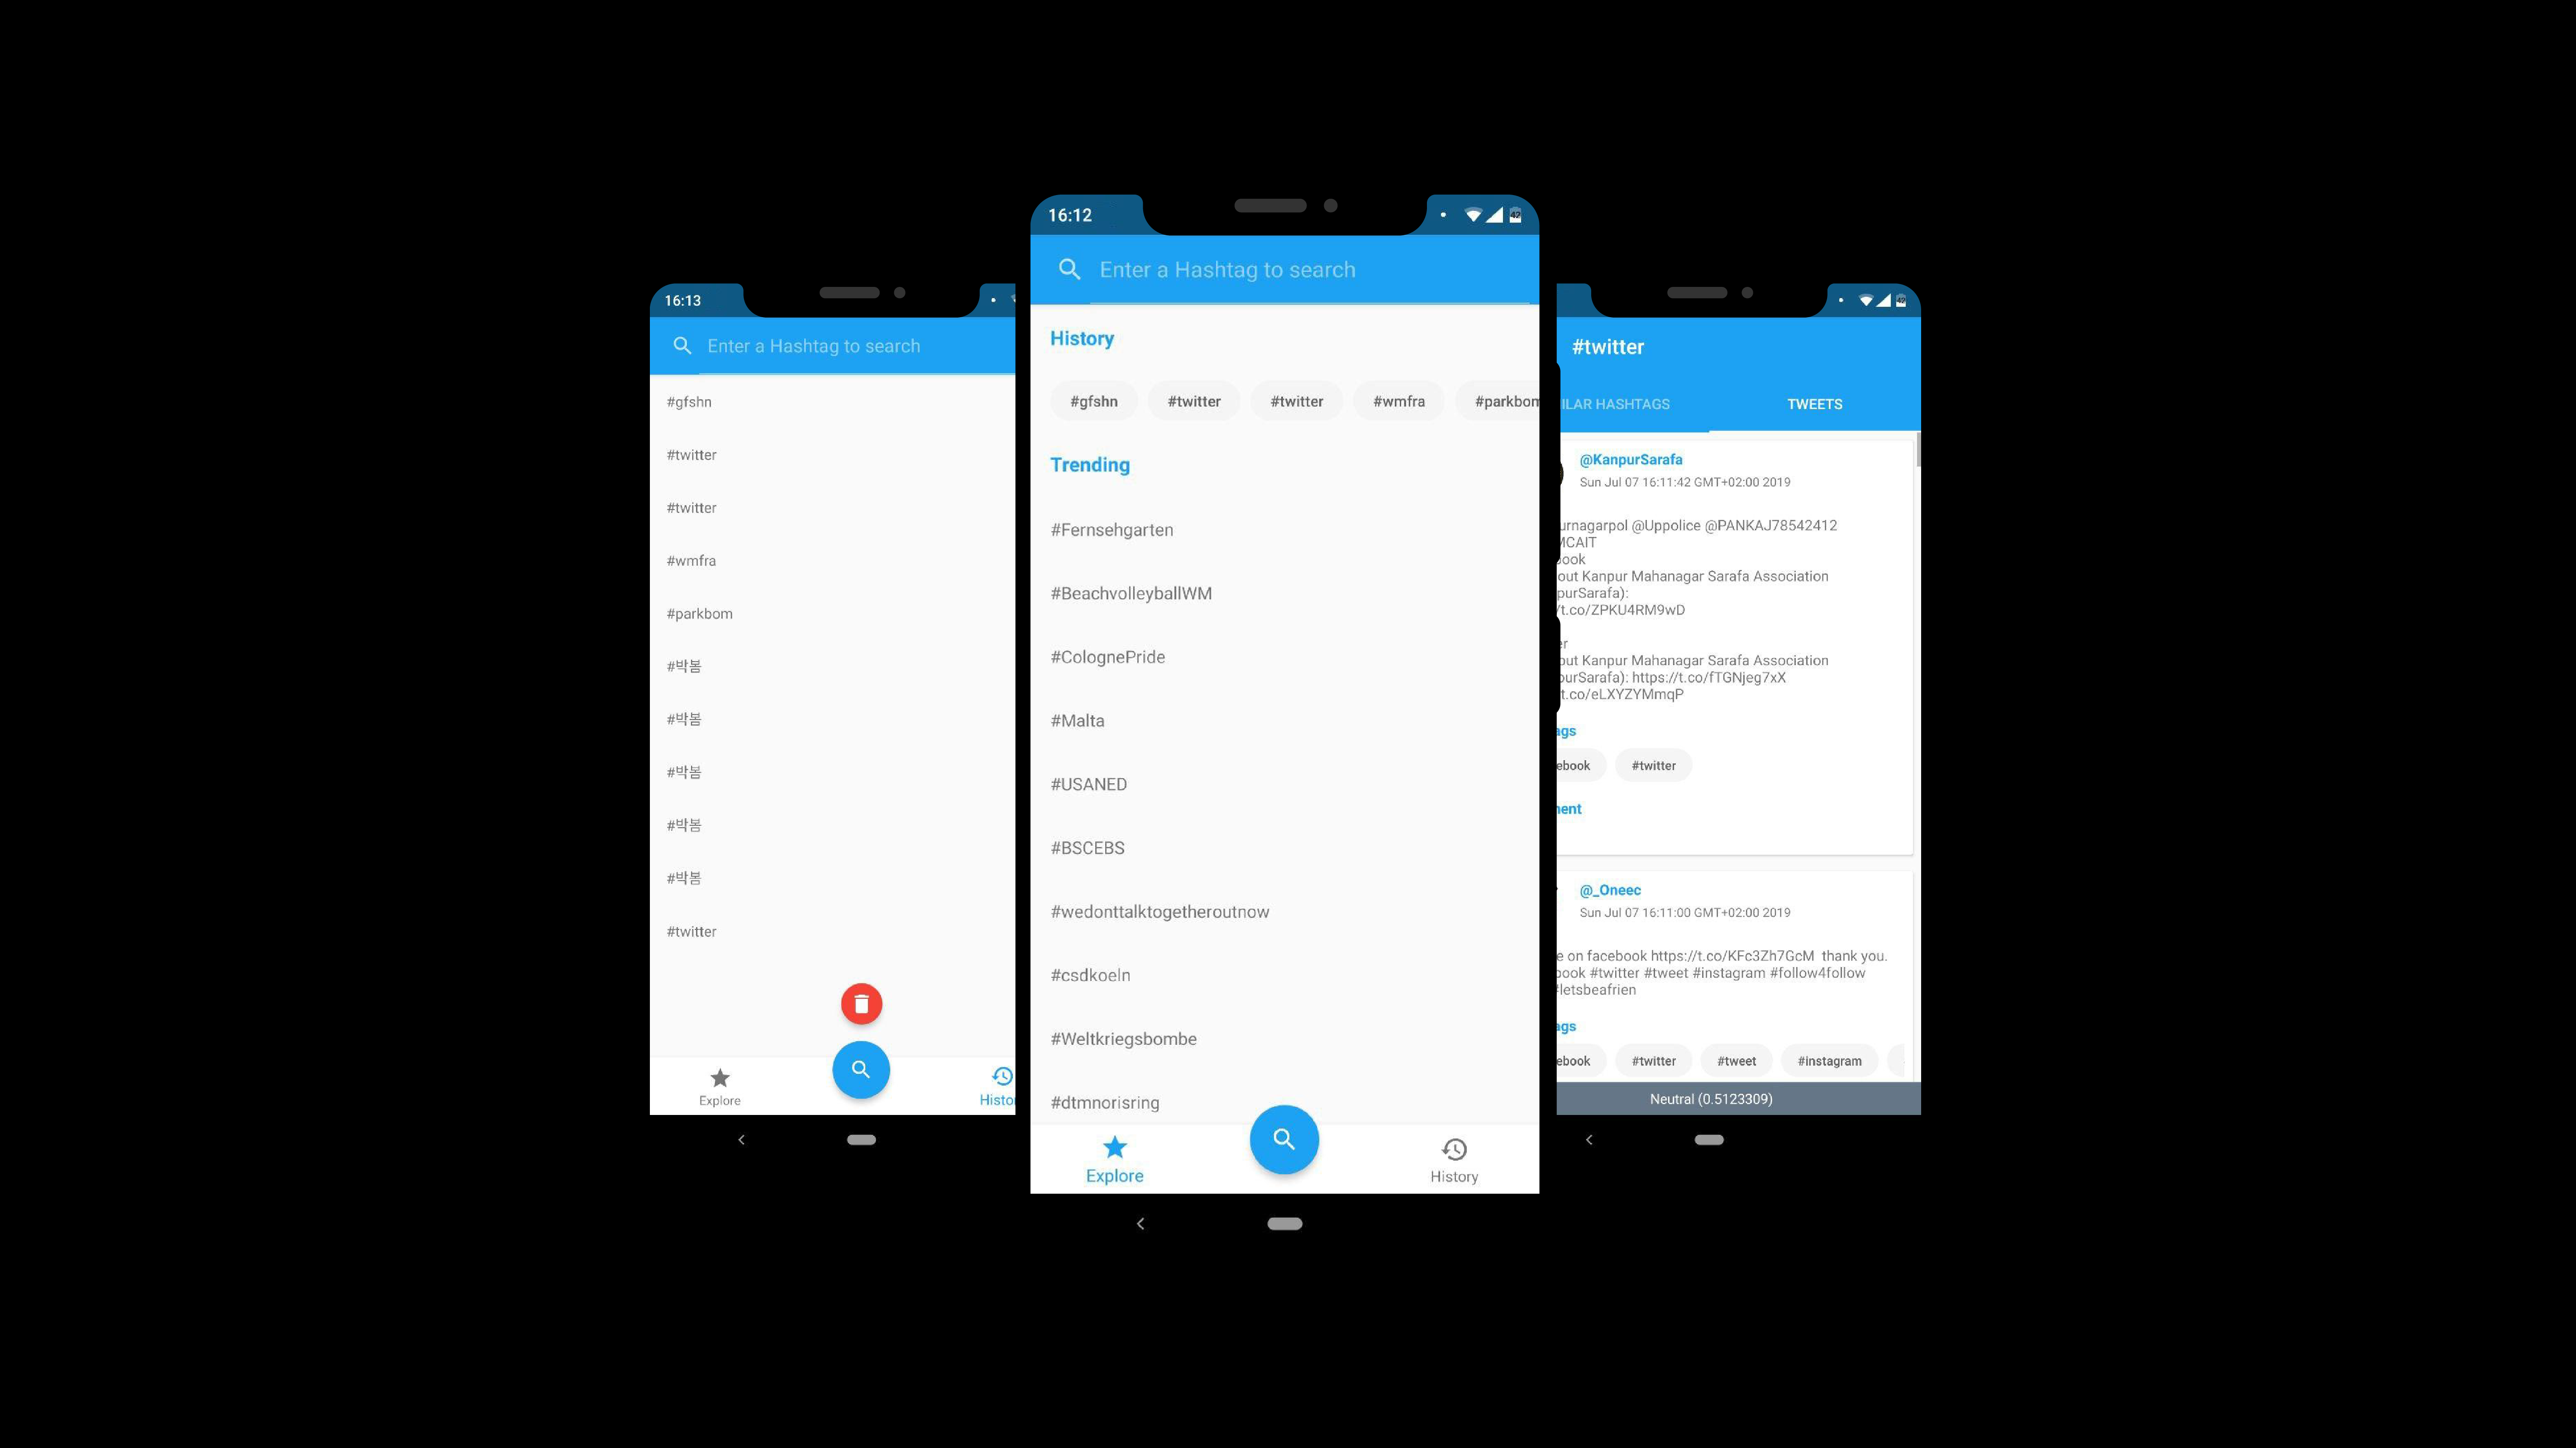 16:13
Enter a Hashtag to search
#gfshn
#twitter
#twitter
#wmfra
#parkbom
#박봄
#박봄
#박봄
#박봄
#박봄
#twitter
Explore
Histo
16:12
42
Enter a Hashtag to search
History
#gfshn #twitter #twitter #wmfra #parkbom
Trending
#Fernsehgarten
#BeachvolleyballWM
#ColognePride
#Malta
#USANED
#BSCEBS
#wedonttalktogetheroutnow
#csdkoeln
#Weltkriegsbombe
#dtmnorisring
Explore
History
42
#twitter
ILAR HASHTAGS TWEETS
@KanpurSarafa
Sun Jul 07 16:11:42 GMT+02:00 2019
urnagarpol @Uppolice @PANKAJ78542412
MCAIT
book
out Kanpur Mahanagar Sarafa Association
purSarafa):
/t.co/ZPKU4RM9wD
er
out Kanpur Mahanagar Sarafa Association
purSarafa): https://t.co/fTGNjeg7xX
t.co/eLXYZYMmqP
ags
ebook #twitter
nent
@_Oneec
Sun Jul 07 16:11:00 GMT+02:00 2019
e on facebook https://t.co/KFc3Zh7GcM thank you.
book #twitter #tweet #instagram #follow4follow
#letsbeafrien
ags
ebook #twitter #tweet #instagram
Neutral (0.5123309)